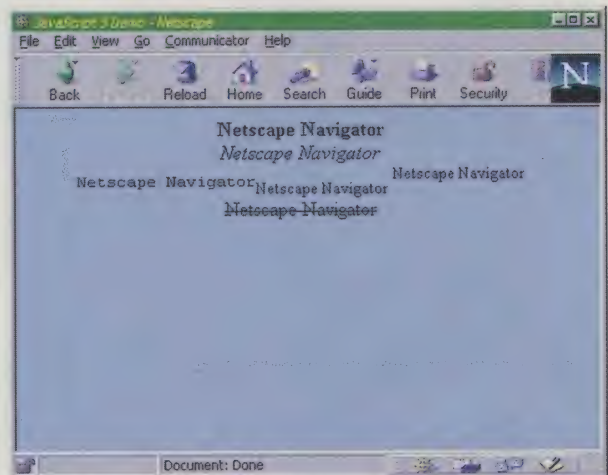 JavaScript 3 Demo - Netscape
File Edit View Go Communicator Help
Back Reload Home Search Guide Print Security N
Netscape Navigator
Netscape Navigator
Netscape Navigator Netscape Navigator Netscape Navigator
Netscape Navigator
Document: Done